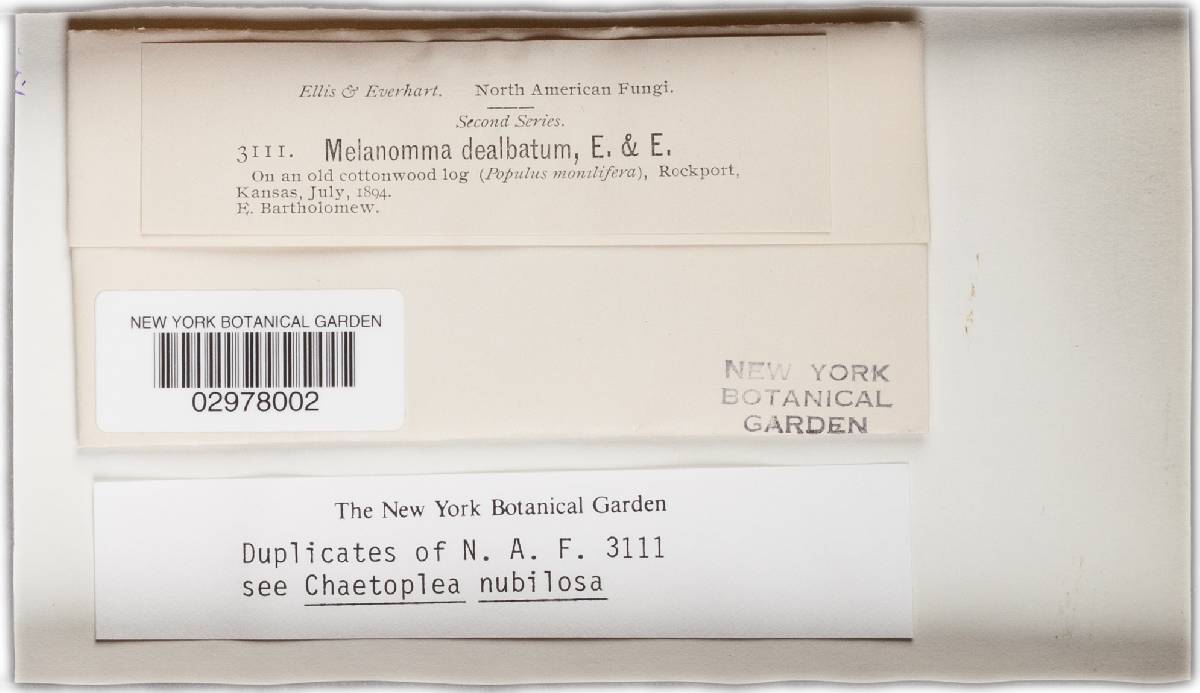 Ellis & Everhart. North American Fungi.
Second Series.
3111. Melanomma dealbatum, E. & E.
On an old cottonwood log (Populus monilifera), Rockport,
Kansas, July, 1894.
E. Bartholomew.
NEW YORK BOTANICAL GARDEN
02978002
NEW YORK
BOTANICAL
GARDEN
The New York Botanical Garden
Duplicates of N. A. F. 3111
see Chaetoplea nubilosa